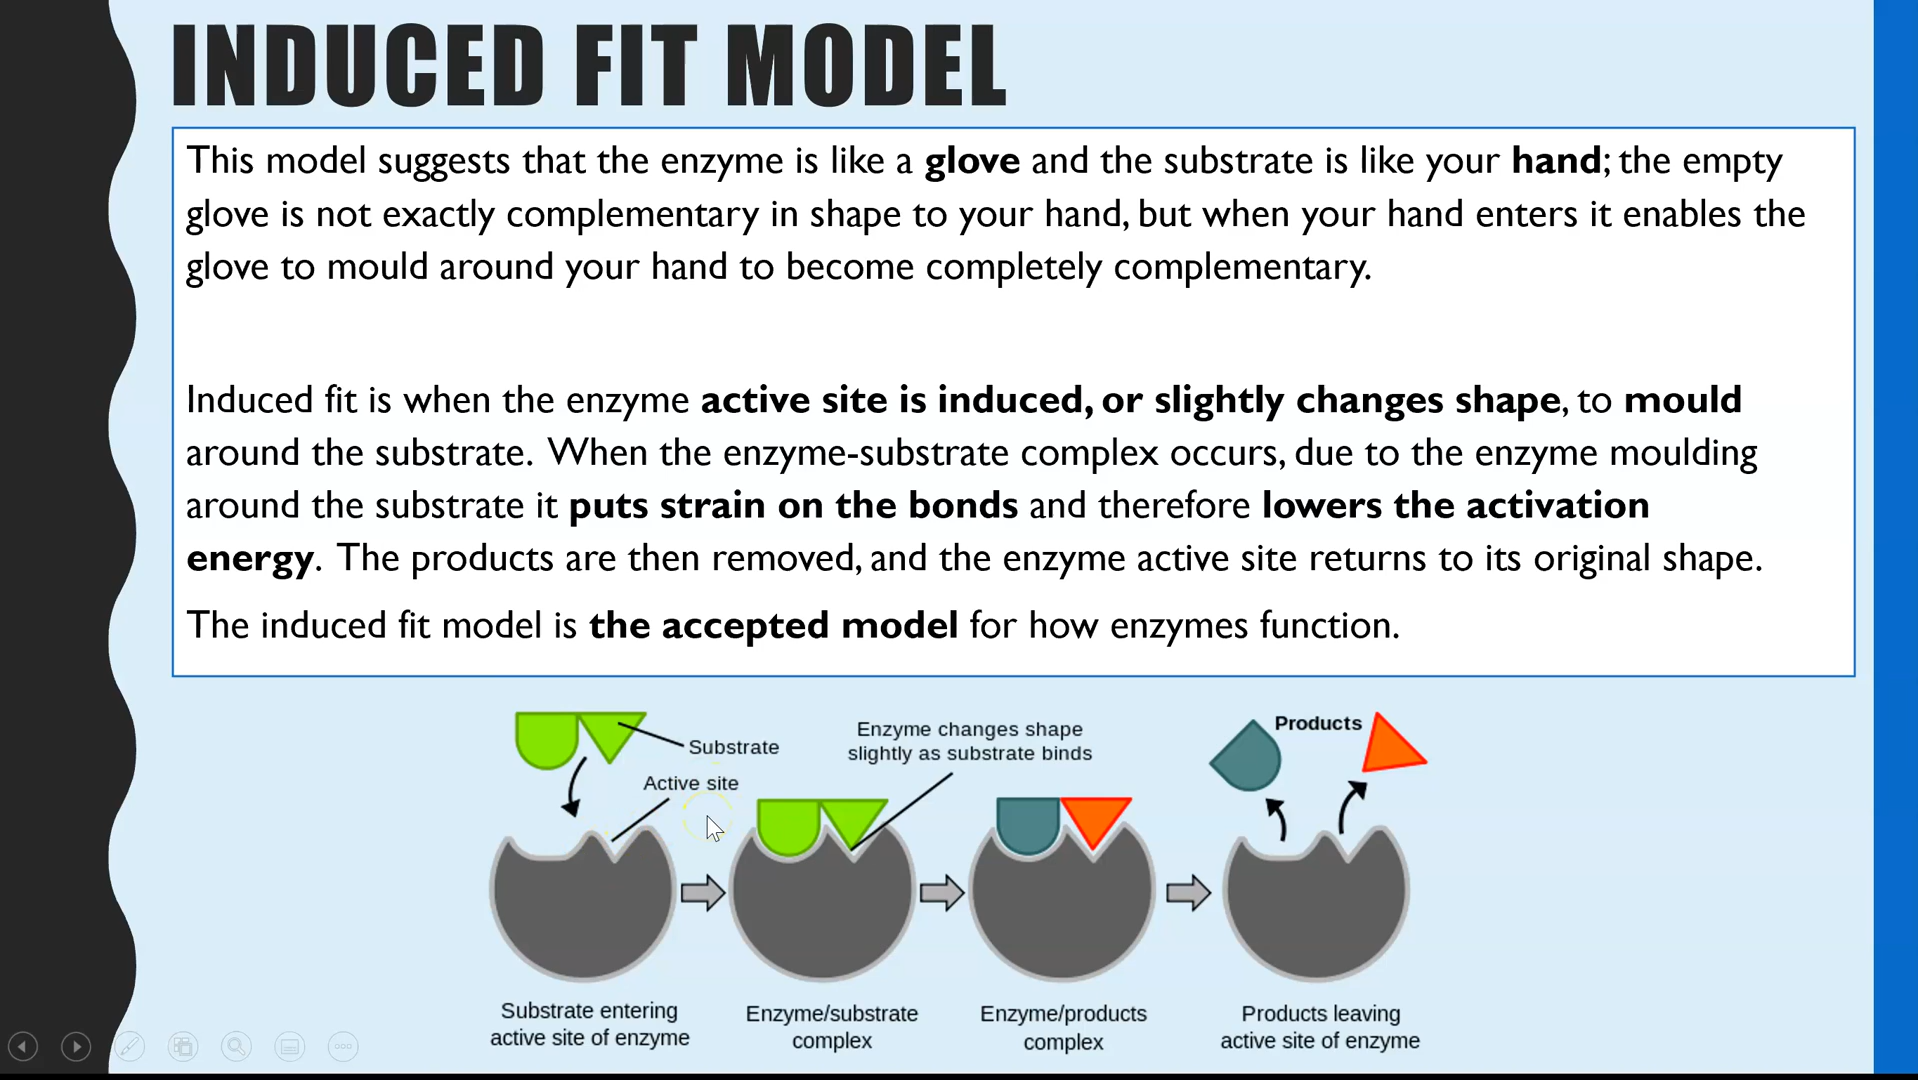 INDUCED FIT MODEL
This model suggests that the enzyme is like a glove and the substrate is like your hand; the empty
glove is not exactly complementary in shape to your hand, but when your hand enters it enables the
glove to mould around your hand to become completely complementary.
Induced fit is when the enzyme active site is induced, or slightly changes shape, to mould
around the substrate. When the enzyme-substrate complex occurs, due to the enzyme moulding
around the substrate it puts strain on the bonds and therefore lowers the activation
energy. The products are then removed, and the enzyme active site returns to its original shape.
The induced fit model is the accepted model for how enzymes function.
Substrate
Active site
Enzyme changes shape
slightly as substrate binds
Products
Substrate entering
active site of enzyme
Enzyme/substrate
complex
Enzyme/products
complex
Products leaving
active site of enzyme